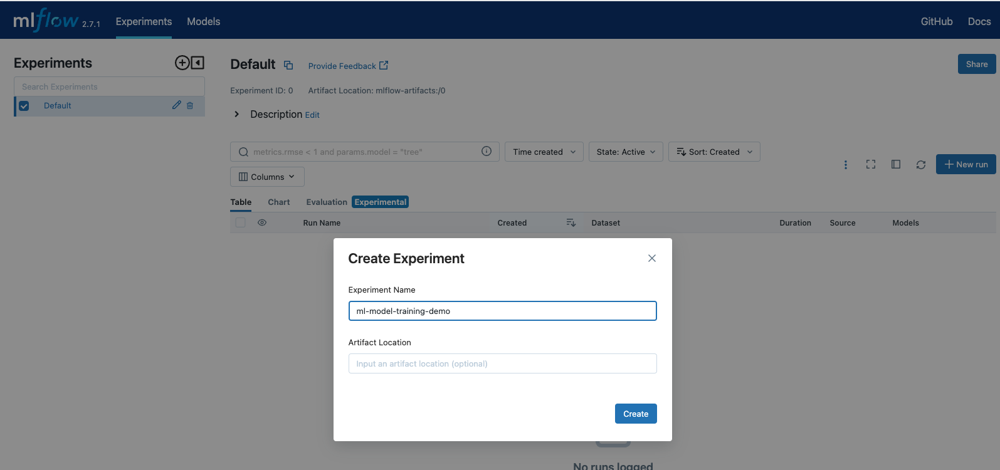 mlflow 2.7.1 Experiments Models GitHub Docs
Experiments
Search Experiments
Default
Default Provide Feedback Share
Experiment ID: 0 Artifact Location: mlflow-artifacts:/0
Description Edit
metrics.rmse < 1 and params.model = "tree" Time created State: Active Sort: Created
Columns
New run
Table Chart Evaluation Experimental
Run Name Created Dataset Duration Source Models
Create Experiment
Experiment Name
ml-model-training-demo
Artifact Location
Input an artifact location (optional)
Create
No runs logged